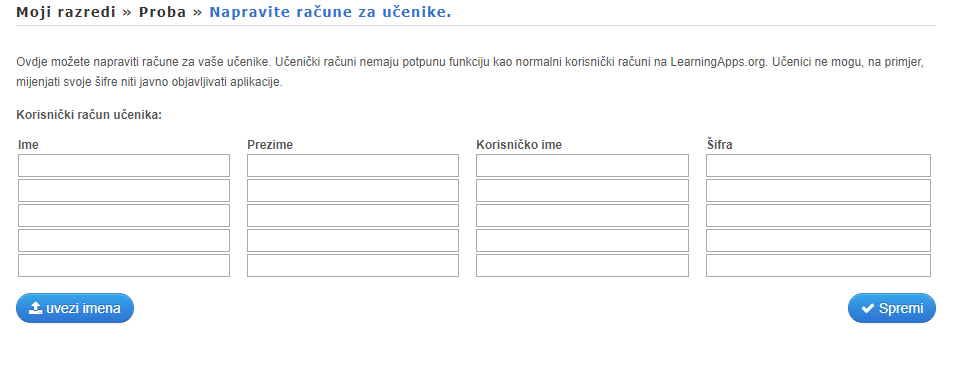 Moji razredi » Proba » Napravite račune za učenike.
Ovdje možete napraviti račune za vaše učenike. Učenički računi nemaju potpunu funkciju kao normalni korisnički računi na LearningApps.org. Učenici ne mogu, na primjer,
mijenjati svoje šifre niti javno objavljivati aplikacije.
Korisnički račun učenika:
Ime Prezime Korisničko ime Šifra
uvezi imena Spremi